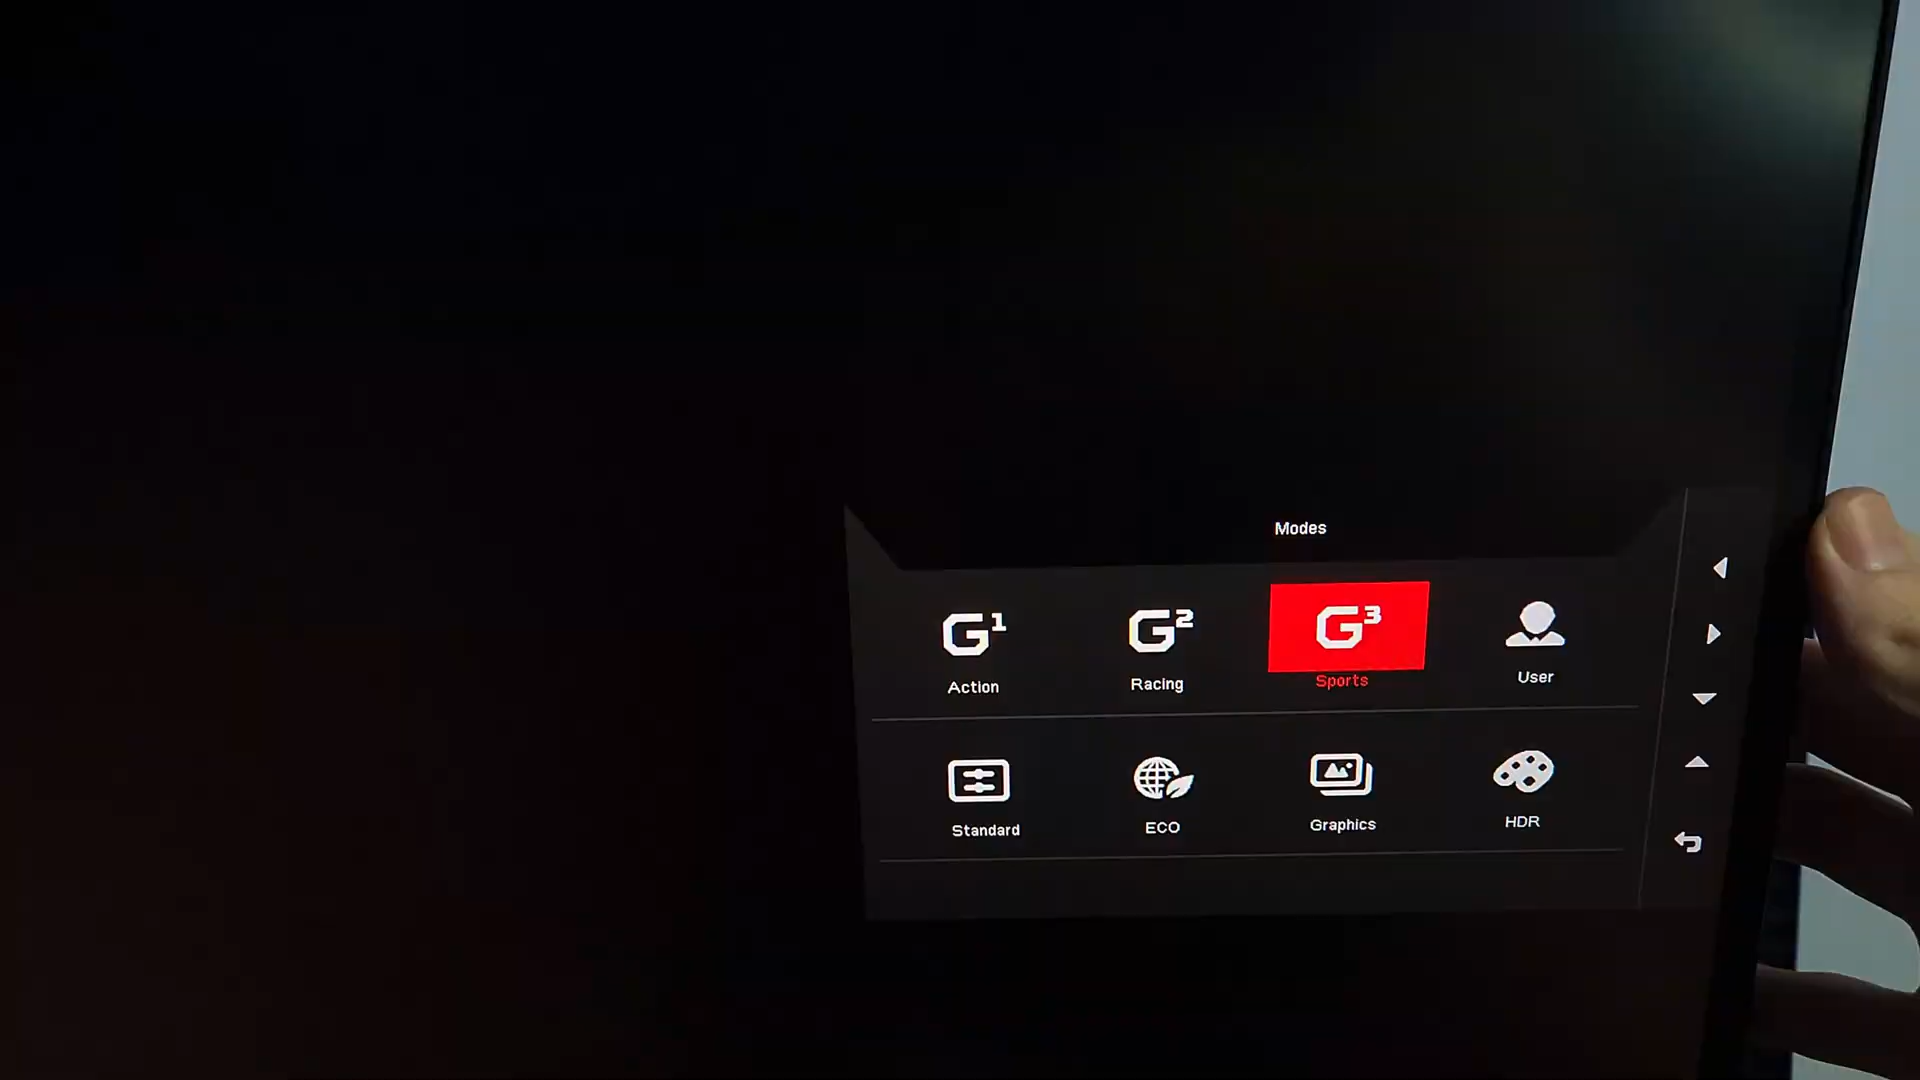 Modes
G¹ G² G³
Action Racing Sports User
Standard ECO Graphics HDR